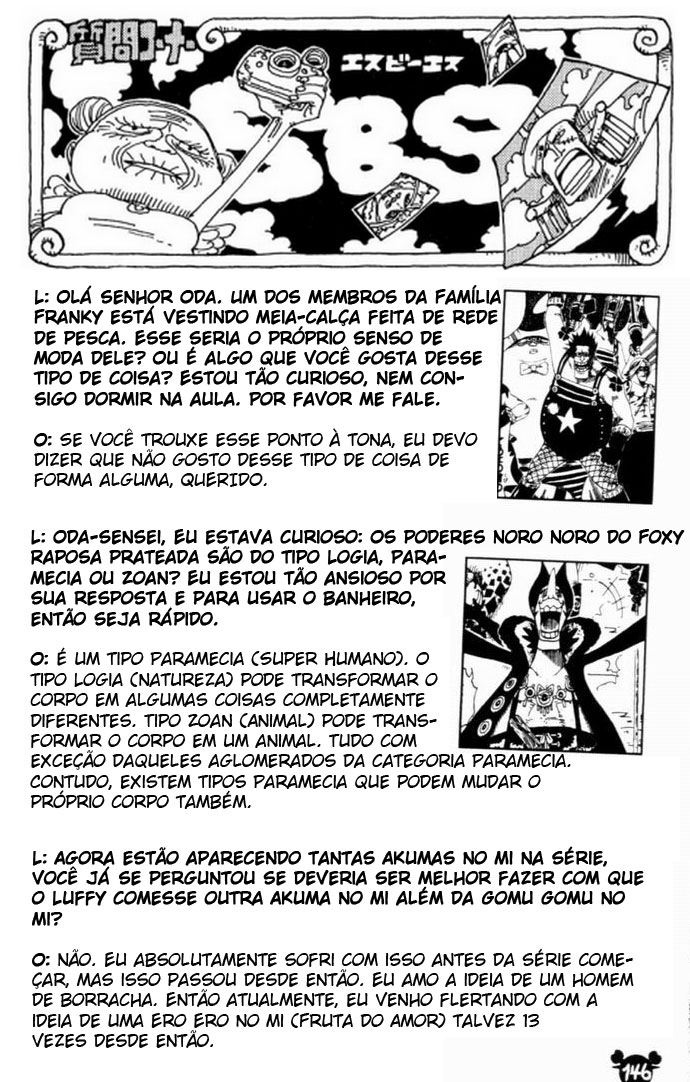 質問コーナー
エスビーエス
SBS
L: OLÁ SENHOR ODA. UM DOS MEMBROS DA FAMÍLIA
FRANKY ESTÁ VESTINDO MEIA-CALÇA FEITA DE REDE
DE PESCA. ESSE SERIA O PRÓPRIO SENSO DE
MODA DELE? OU É ALGO QUE VOCÊ GOSTA DESSE
TIPO DE COISA? ESTOU TÃO CURIOSO, NEM CON-
SIGO DORMIR NA AULA. POR FAVOR ME FALE.
O: SE VOCÊ TROUXE ESSE PONTO À TONA, EU DEVO
DIZER QUE NÃO GOSTO DESSE TIPO DE COISA DE
FORMA ALGUMA, QUERIDO.
L: ODA-SENSEI, EU ESTAVA CURIOSO: OS PODERES NORO NORO DO FOXY
RAPOSA PRATEADA SÃO DO TIPO LOGIA, PARA-
MECIA OU ZOAN? EU ESTOU TÃO ANSIOSO POR
SUA RESPOSTA E PARA USAR O BANHEIRO,
ENTÃO SEJA RÁPIDO.
O: É UM TIPO PARAMECIA (SUPER HUMANO). O
TIPO LOGIA (NATUREZA) PODE TRANSFORMAR O
CORPO EM ALGUMAS COISAS COMPLETAMENTE
DIFERENTES. TIPO ZOAN (ANIMAL) PODE TRANS-
FORMAR O CORPO EM UM ANIMAL. TUDO COM
EXCEÇÃO DAQUELES AGLOMERADOS DA CATEGORIA PARAMECIA.
CONTUDO, EXISTEM TIPOS PARAMECIA QUE PODEM MUDAR O
PRÓPRIO CORPO TAMBÉM.
L: AGORA ESTÃO APARECENDO TANTAS AKUMAS NO MI NA SÉRIE,
VOCÊ JÁ SE PERGUNTOU SE DEVERIA SER MELHOR FAZER COM QUE
O LUFFY COMESSE OUTRA AKUMA NO MI ALÉM DA GOMU GOMU NO
MI?
O: NÃO. EU ABSOLUTAMENTE SOFRI COM ISSO ANTES DA SÉRIE COME-
ÇAR, MAS ISSO PASSOU DESDE ENTÃO. EU AMO A IDEIA DE UM HOMEM
DE BORRACHA. ENTÃO ATUALMENTE, EU VENHO FLERTANDO COM A
IDEIA DE UMA ERO ERO NO MI (FRUTA DO AMOR) TALVEZ 13
VEZES DESDE ENTÃO.
146